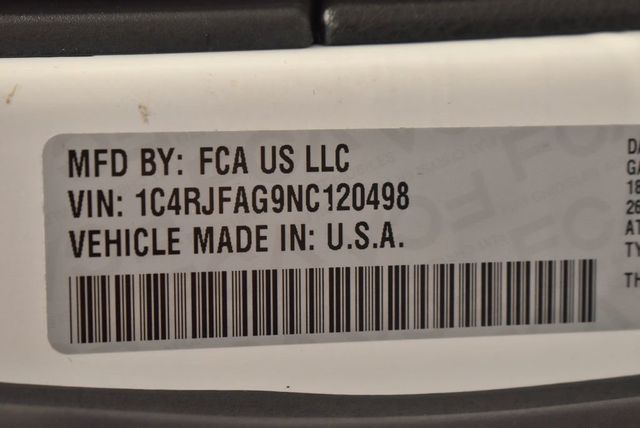 MFD BY: FCA US LLC
VIN: 1C4RJFAG9NC120498
VEHICLE MADE IN: U.S.A.